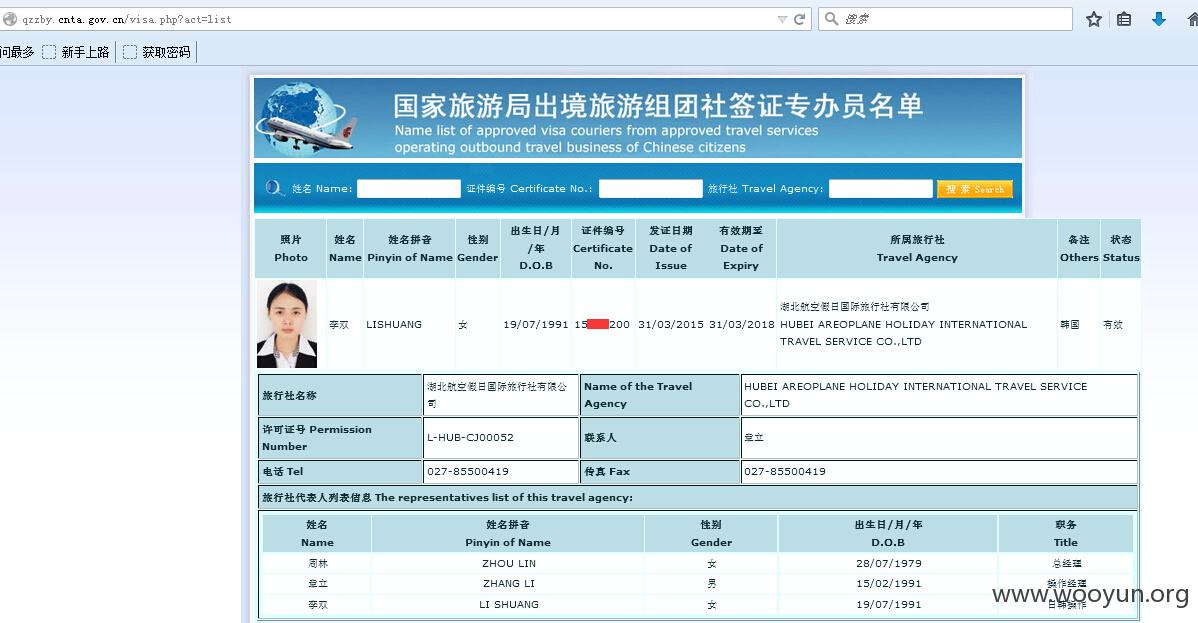 qzzby.cnta.gov.cn/visa.php?act=list
搜索
问最多 新手上路 获取密码
国家旅游局出境旅游组团社签证专办员名单
Name list of approved visa couriers from approved travel services
operating outbound travel business of Chinese citizens
姓名 Name: 证件编号 Certificate No.: 旅行社 Travel Agency: 搜 索 Search
照片 Photo
姓名 Name
姓名拼音 Pinyin of Name
性别 Gender
出生日/月/年 D.O.B
证件编号 Certificate No.
发证日期 Date of Issue
有效期至 Date of Expiry
所属旅行社 Travel Agency
备注 Others
状态 Status
李双 LISHUANG 女 19/07/1991 15 200 31/03/2015 31/03/2018
湖北航空假日国际旅行社有限公司
HUBEI AREOPLANE HOLIDAY INTERNATIONAL
TRAVEL SERVICE CO.,LTD
韩国 有效
旅行社名称
湖北航空假日国际旅行社有限公
司
Name of the Travel
Agency
HUBEI AREOPLANE HOLIDAY INTERNATIONAL TRAVEL SERVICE
CO.,LTD
许可证号 Permission
Number
L-HUB-CJ00052
联系人
章立
电话 Tel 027-85500419 传真 Fax 027-85500419
旅行社代表人列表信息 The representatives list of this travel agency:
姓名 姓名拼音 性别 出生日/月/年 职务
Name Pinyin of Name Gender D.O.B Title
周林 ZHOU LIN 女 28/07/1979 总经理
章立 ZHANG LI 男 15/02/1991 操作经理
李双 LI SHUANG 女 19/07/1991 日韩操作
www.wooyun.org